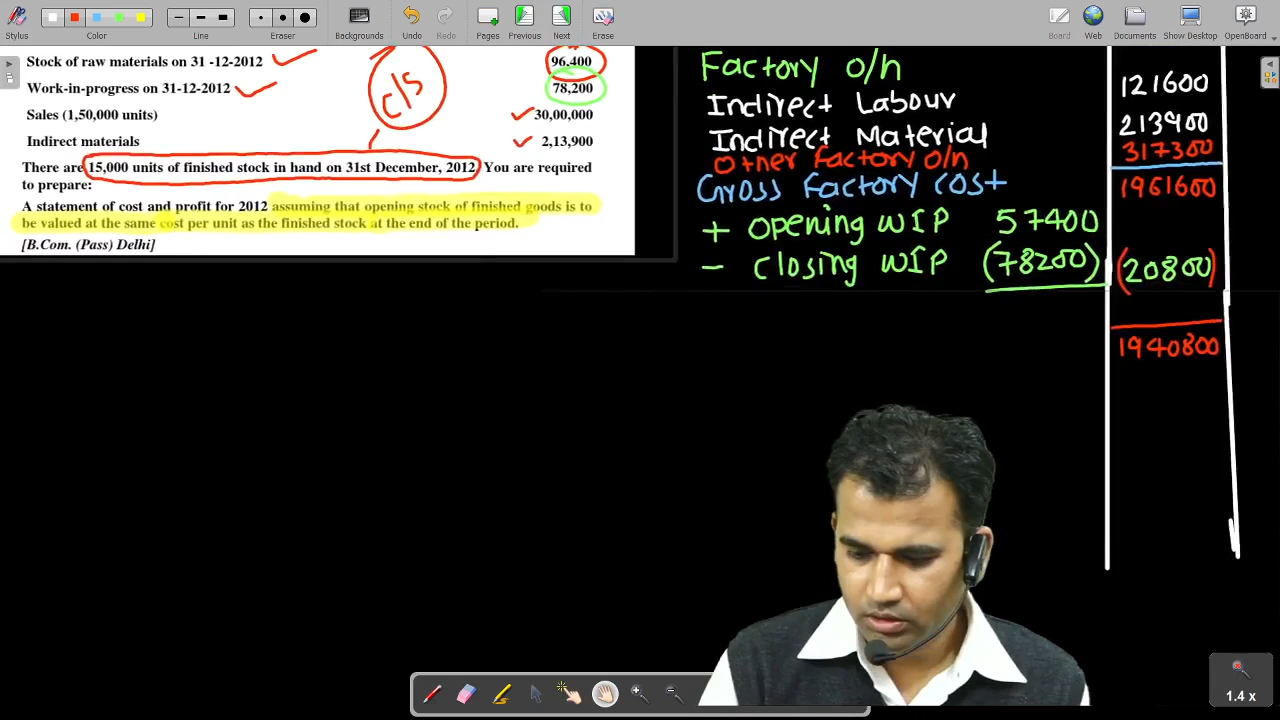 Stylus
Color
Line
Eraser
Backgrounds
Undo
Redo
Pages
Previous
Next
Erase
Board
Web
Documents
Show Desktop
OpenBoard
Stock of raw materials on 31 -12-2012 96,400
Work-in-progress on 31-12-2012 78,200
C/S
Sales (1,50,000 units) 30,00,000
Indirect materials 2,13,900
There are 15,000 units of finished stock in hand on 31st December, 2012. You are required
to prepare:
A statement of cost and profit for 2012 assuming that opening stock of finished goods is to
be valued at the same cost per unit as the finished stock at the end of the period.
[B.Com. (Pass) Delhi]
Factory o/h
Indirect Labour 121600
Indirect Material 213900
Other factory o/h 317300
Gross Factory Cost 1961600
+ opening WIP 57400
- closing WIP (78200) (20800)
1940800
1.4 x